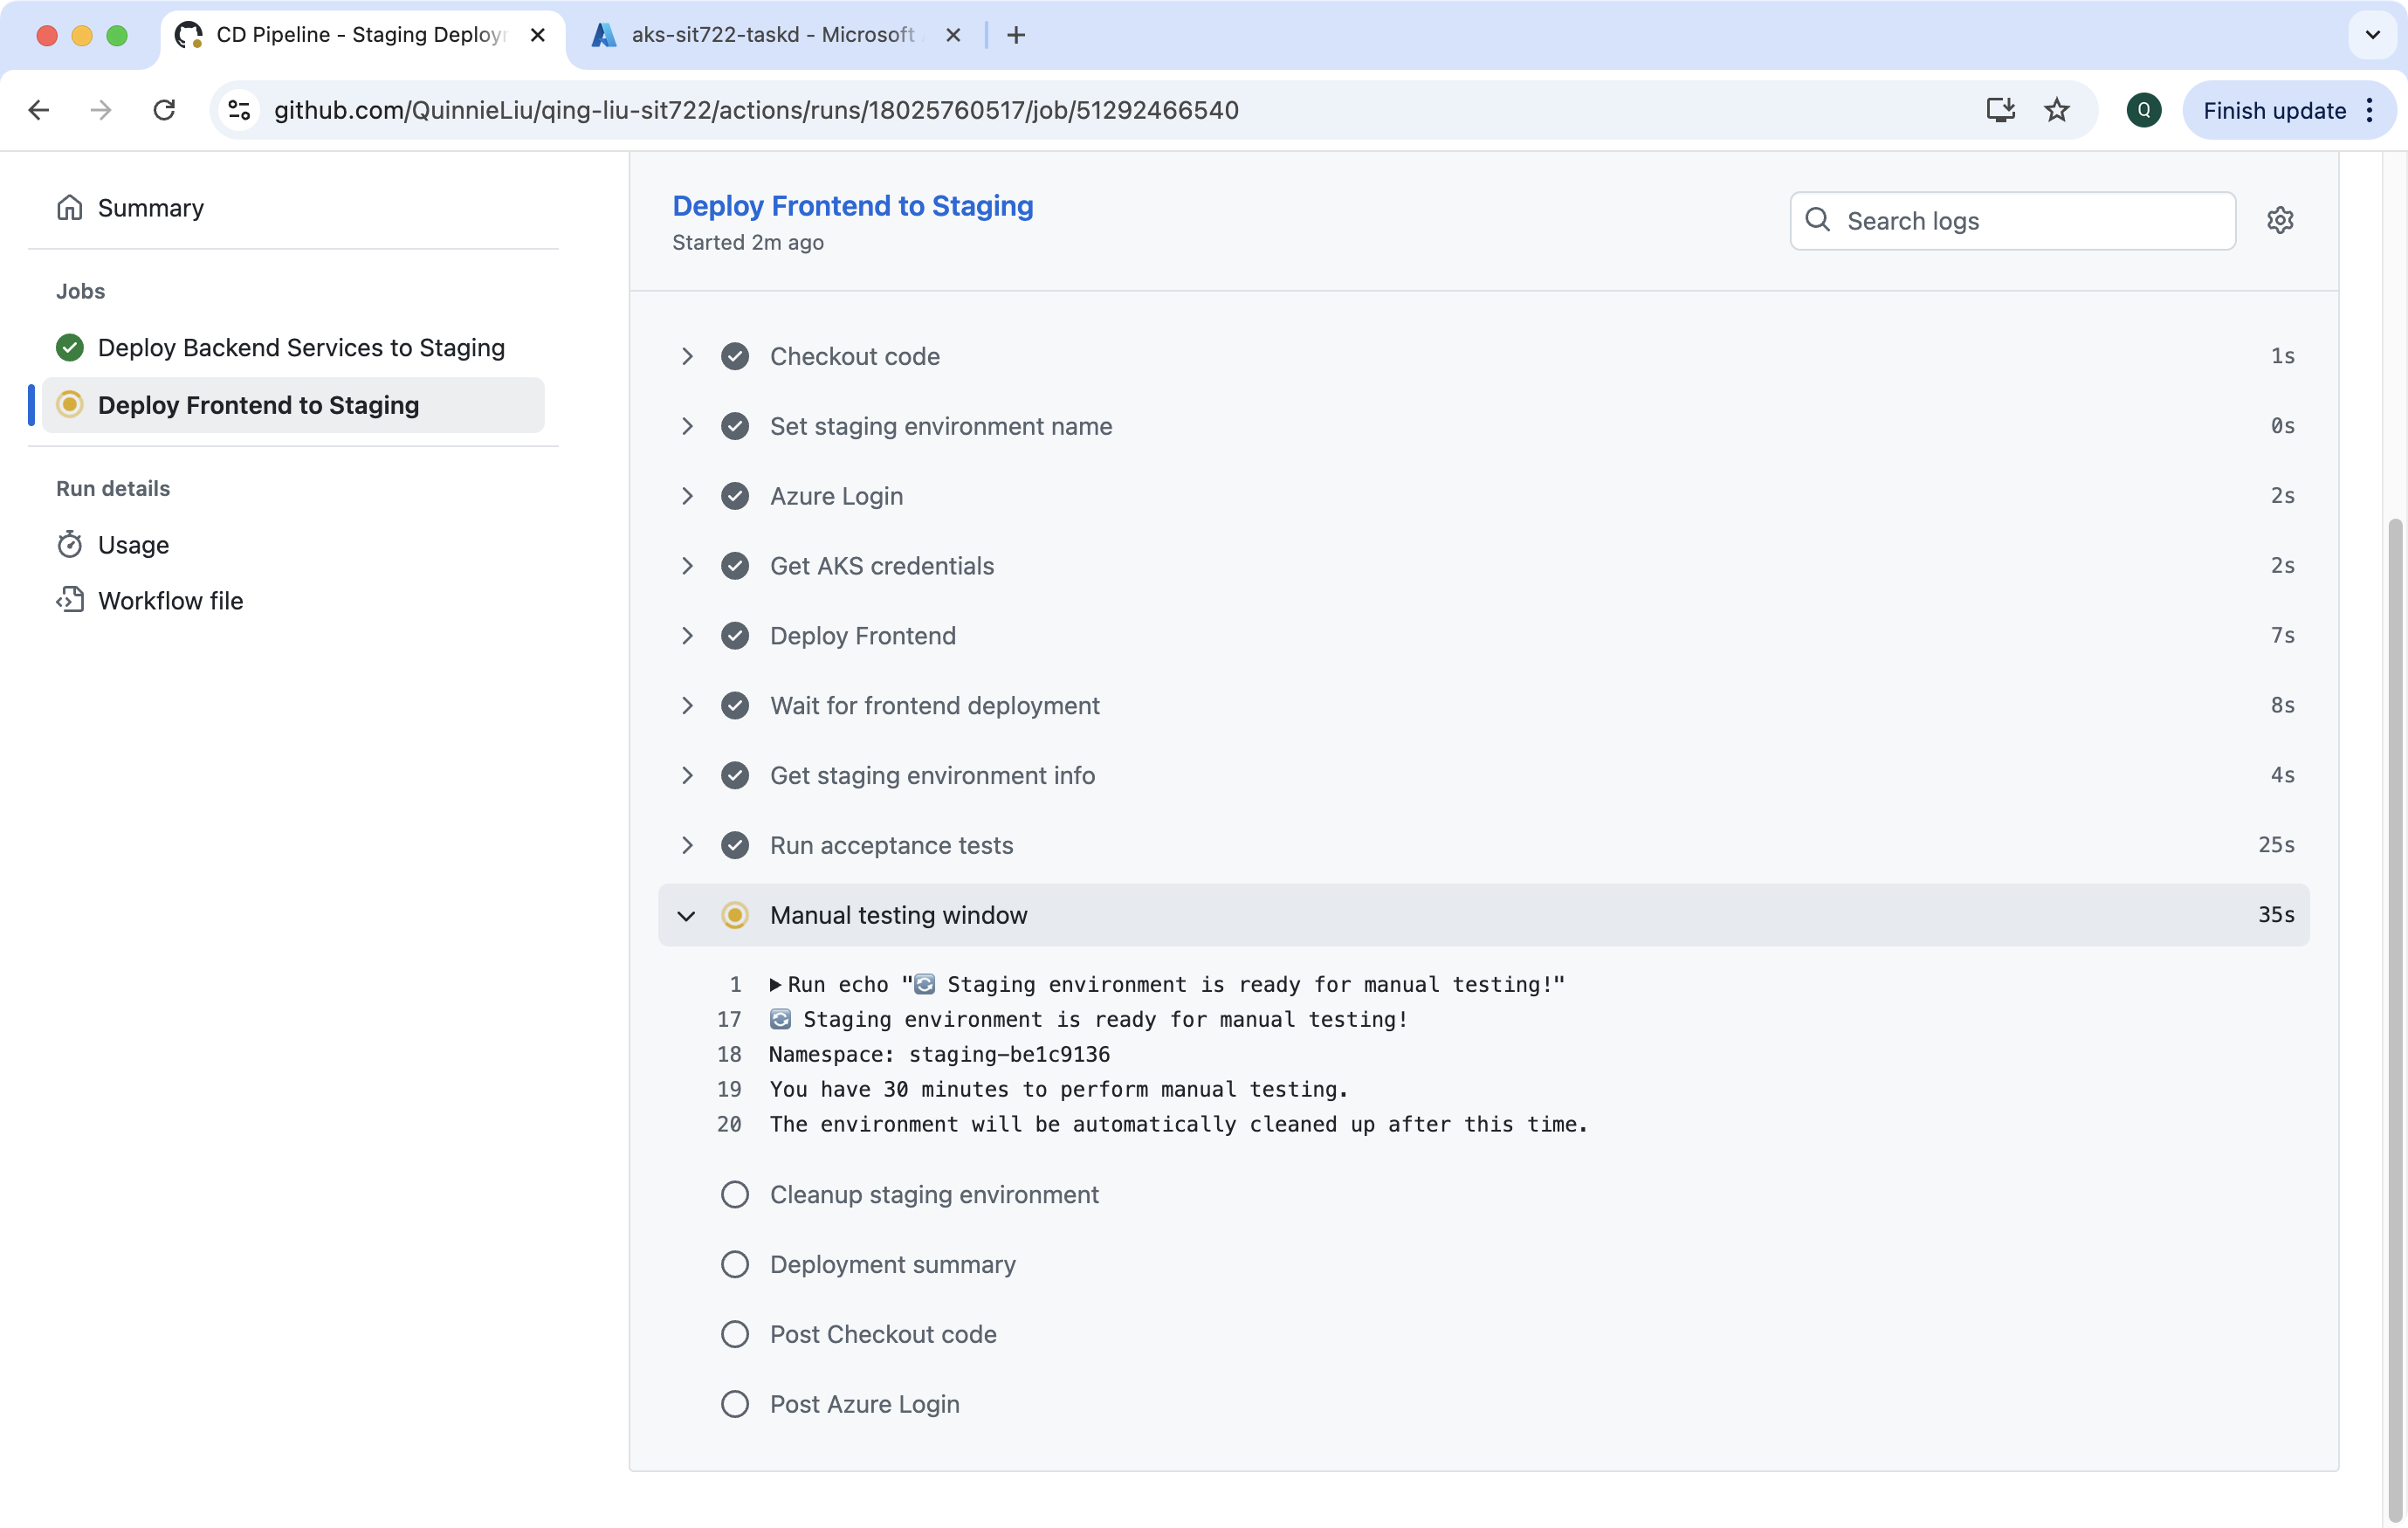 CD Pipeline - Staging Deploy
aks-sit722-taskd - Microsoft
github.com/QuinnieLiu/qing-liu-sit722/actions/runs/18025760517/job/51292466540
Q
Finish update
Summary
Jobs
Deploy Backend Services to Staging
Deploy Frontend to Staging
Run details
Usage
Workflow file
Deploy Frontend to Staging
Started 2m ago
Search logs
Checkout code 1s
Set staging environment name 0s
Azure Login 2s
Get AKS credentials 2s
Deploy Frontend 7s
Wait for frontend deployment 8s
Get staging environment info 4s
Run acceptance tests 25s
Manual testing window 35s
1 ▶Run echo "🔄 Staging environment is ready for manual testing!"
17 🔄 Staging environment is ready for manual testing!
18 Namespace: staging-be1c9136
19 You have 30 minutes to perform manual testing.
20 The environment will be automatically cleaned up after this time.
Cleanup staging environment
Deployment summary
Post Checkout code
Post Azure Login